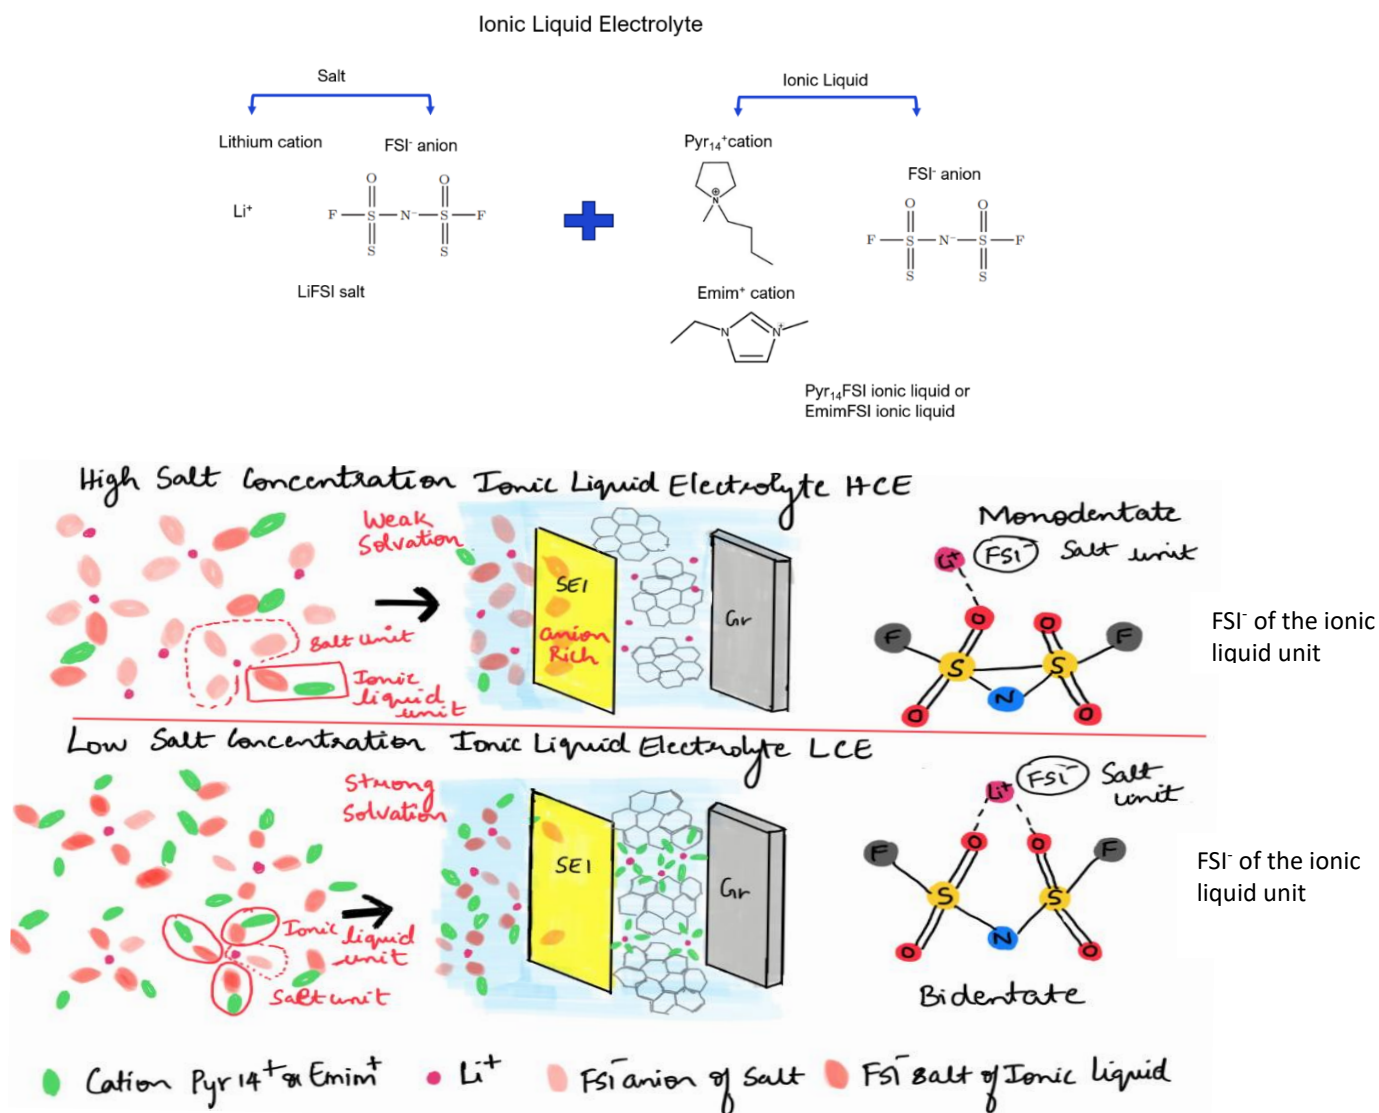 Ionic Liquid Electrolyte
Salt
Ionic Liquid
Lithium cation
FSI⁻ anion
Pyr₁₄⁺cation
FSI⁻ anion
Li⁺
O O
F S N⁻ S F
S S
O O
F S N⁻ S F
S S
N
⊕
LiFSI salt
Emim⁺ cation
N N⁺
Pyr₁₄FSI ionic liquid or
EmimFSI ionic liquid
High Salt Concentration Ionic Liquid Electrolyte HCE
Weak
Solvation
Monodentate
Li⁺ FSI⁻ Salt unit
SEI
anion
Rich
Gr
O O
F F
S S
N
O O
FSI⁻ of the ionic
liquid unit
Salt unit
Ionic
liquid
unit
Low Salt Concentration Ionic Liquid Electrolyte LCE
Strong
Solvation
Li⁺ FSI⁻ Salt
unit
SEI
Gr
O O
F F
S S
N
O O
FSI⁻ of the ionic
liquid unit
Ionic
liquid
unit
Salt unit
Bidentate
Cation Pyr14⁺ or Emim⁺
Li⁺
FSI⁻ anion of Salt
FSI⁻ salt of Ionic Liquid